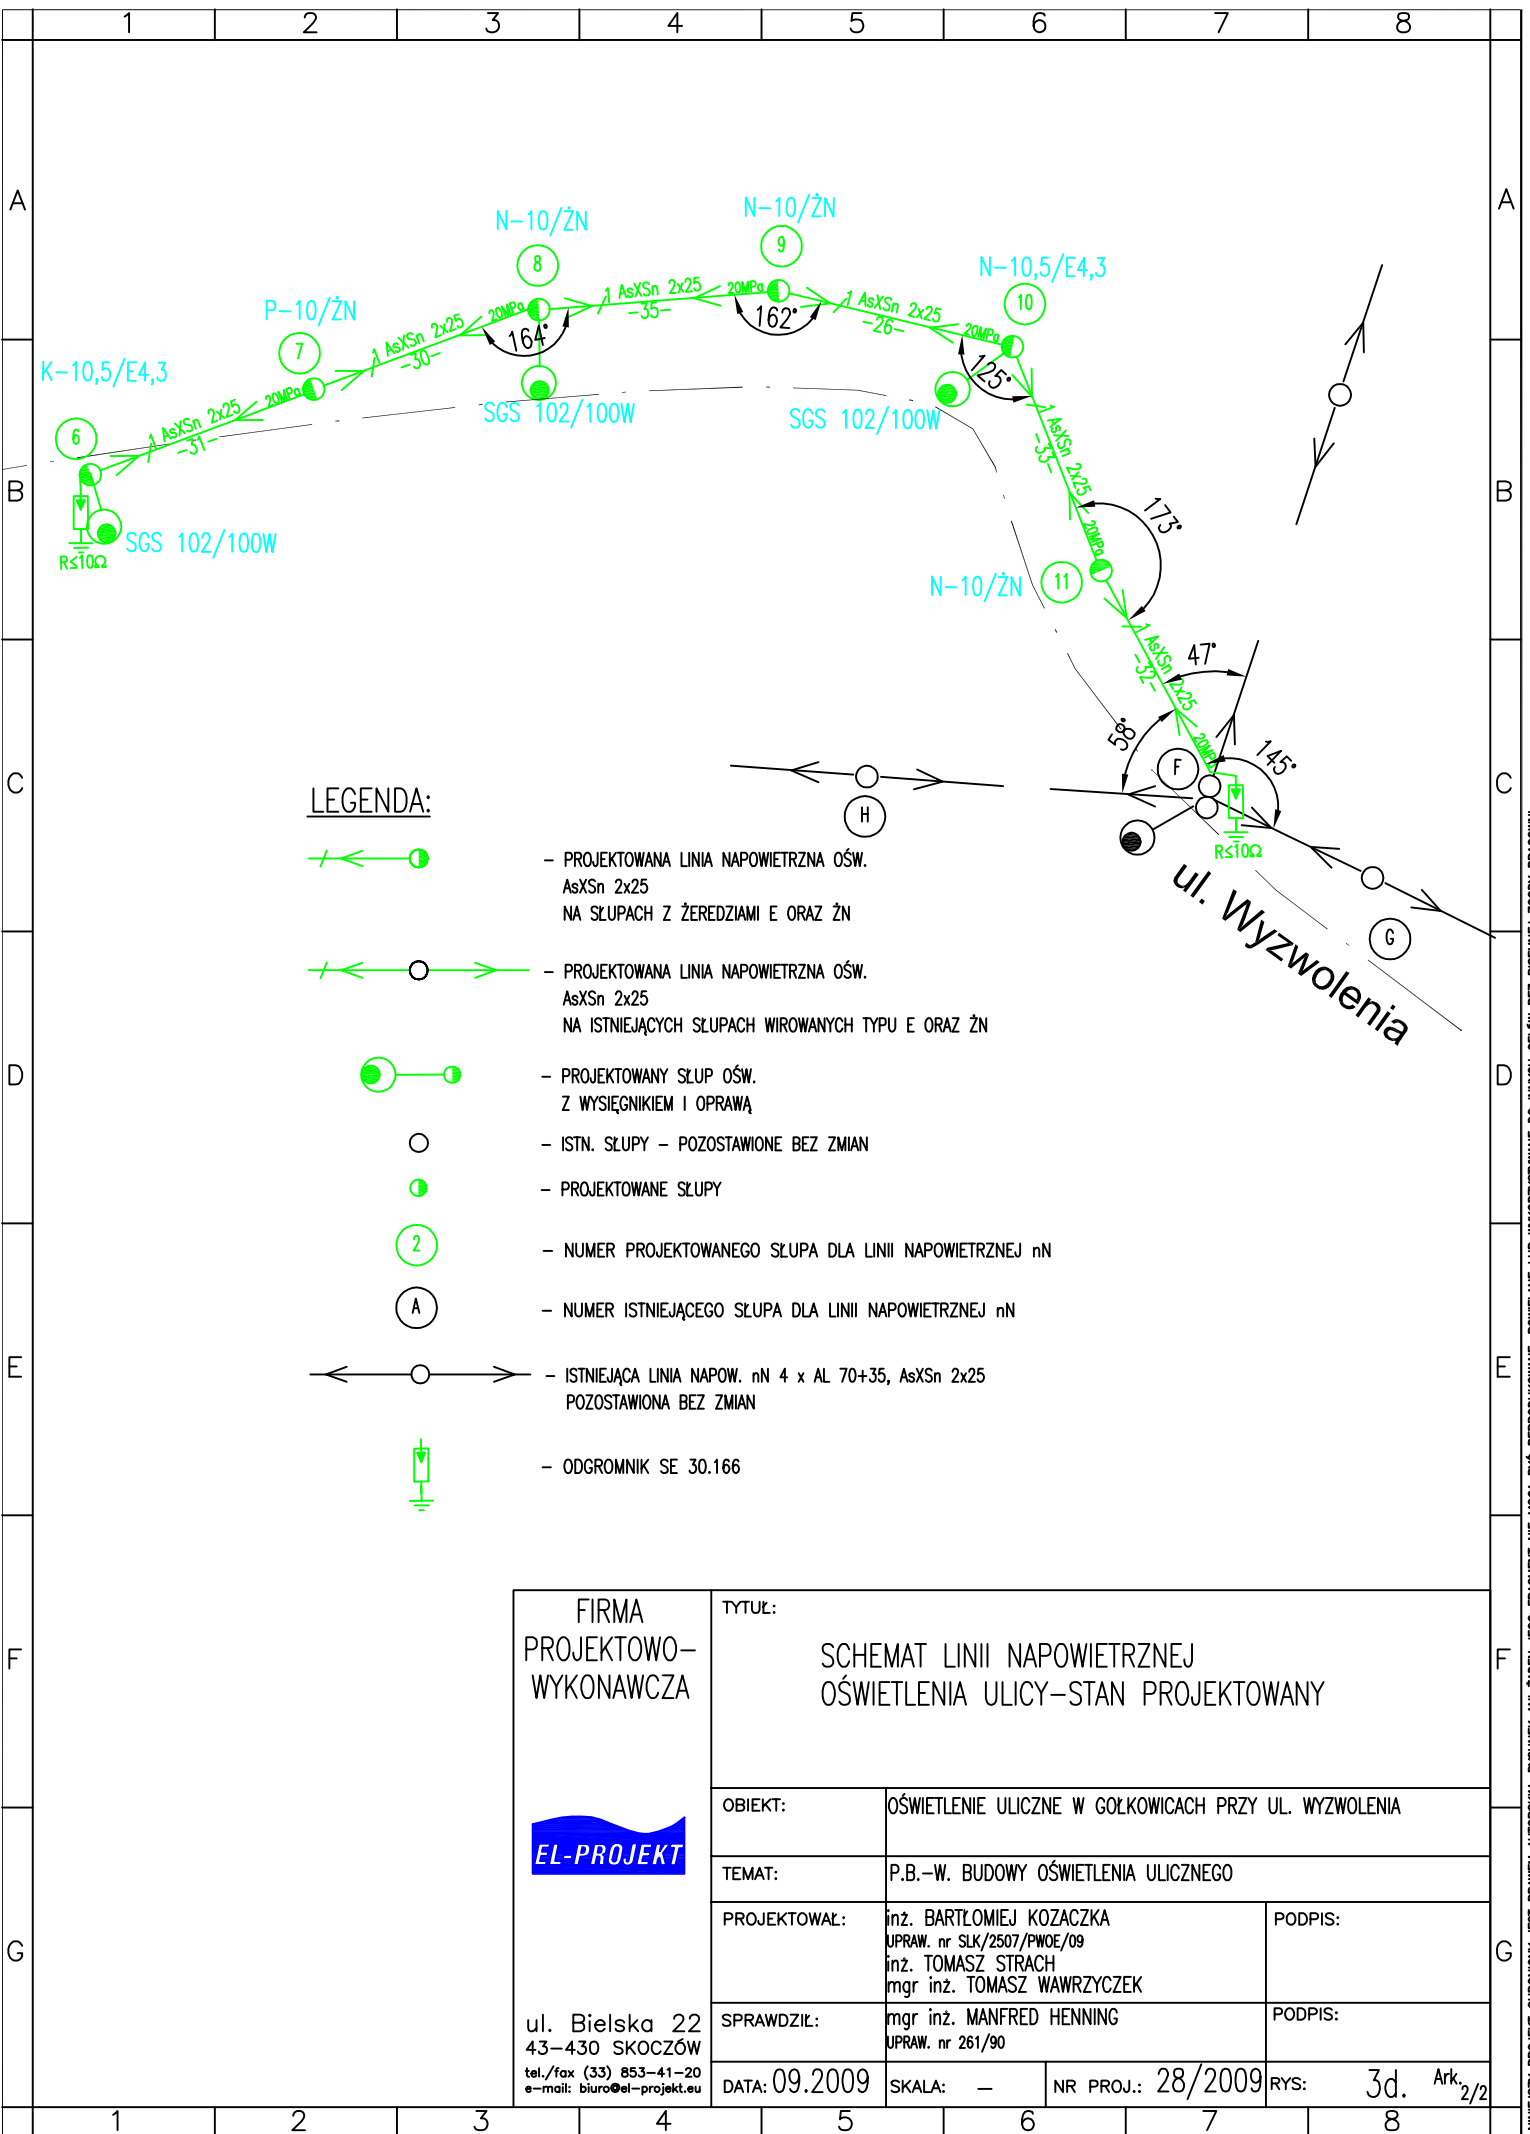 1 2 3 4 5 6 7 8
A
A
N-10/ŻN
8
N-10/ŻN
9
N-10,5/E4,3
10
P-10/ŻN
7
K-10,5/E4,3
6
1 AsXSn 2x25
-31-
20MPa
1 AsXSn 2x25
-30-
20MPa
164°
1 AsXSn 2x25
-35-
20MPa
162°
1 AsXSn 2x25
-26-
20MPa
125°
SGS 102/100W
SGS 102/100W
SGS 102/100W
R≤10Ω
B
B
1 AsXSn 2x25
-33-
20MPa
173°
N-10/ŻN
11
1 AsXSn 2x25
-32-
20MPa
47°
58°
145°
F
H
G
R≤10Ω
ul. Wyzwolenia
C
C
LEGENDA:
- PROJEKTOWANA LINIA NAPOWIETRZNA OŚW.
AsXSn 2x25
NA SŁUPACH Z ŻEREDZIAMI E ORAZ ŻN
- PROJEKTOWANA LINIA NAPOWIETRZNA OŚW.
AsXSn 2x25
NA ISTNIEJĄCYCH SŁUPACH WIROWANYCH TYPU E ORAZ ŻN
D
D
- PROJEKTOWANY SŁUP OŚW.
Z WYSIĘGNIKIEM I OPRAWĄ
- ISTN. SŁUPY - POZOSTAWIONE BEZ ZMIAN
- PROJEKTOWANE SŁUPY
2
- NUMER PROJEKTOWANEGO SŁUPA DLA LINII NAPOWIETRZNEJ nN
A
- NUMER ISTNIEJĄCEGO SŁUPA DLA LINII NAPOWIETRZNEJ nN
E
E
- ISTNIEJĄCA LINIA NAPOW. nN 4 x AL 70+35, AsXSn 2x25
POZOSTAWIONA BEZ ZMIAN
- ODGROMNIK SE 30.166
F
F
FIRMA
PROJEKTOWO-
WYKONAWCZA
EL-PROJEKT
ul. Bielska 22
43-430 SKOCZÓW
tel./fax (33) 853-41-20
e-mail: biuro@el-projekt.eu
TYTUŁ:
SCHEMAT LINII NAPOWIETRZNEJ
OŚWIETLENIA ULICY-STAN PROJEKTOWANY
OBIEKT: OŚWIETLENIE ULICZNE W GOŁKOWICACH PRZY UL. WYZWOLENIA
TEMAT: P.B.-W. BUDOWY OŚWIETLENIA ULICZNEGO
PROJEKTOWAŁ: inż. BARTŁOMIEJ KOZACZKA
UPRAW. nr SLK/2507/PWOE/09
inż. TOMASZ STRACH
mgr inż. TOMASZ WAWRZYCZEK
PODPIS:
SPRAWDZIŁ: mgr inż. MANFRED HENNING
UPRAW. nr 261/90
PODPIS:
DATA: 09.2009 SKALA: - NR PROJ.: 28/2009 RYS: 3d. Ark. 2/2
G
G
1 2 3 4 5 6 7 8